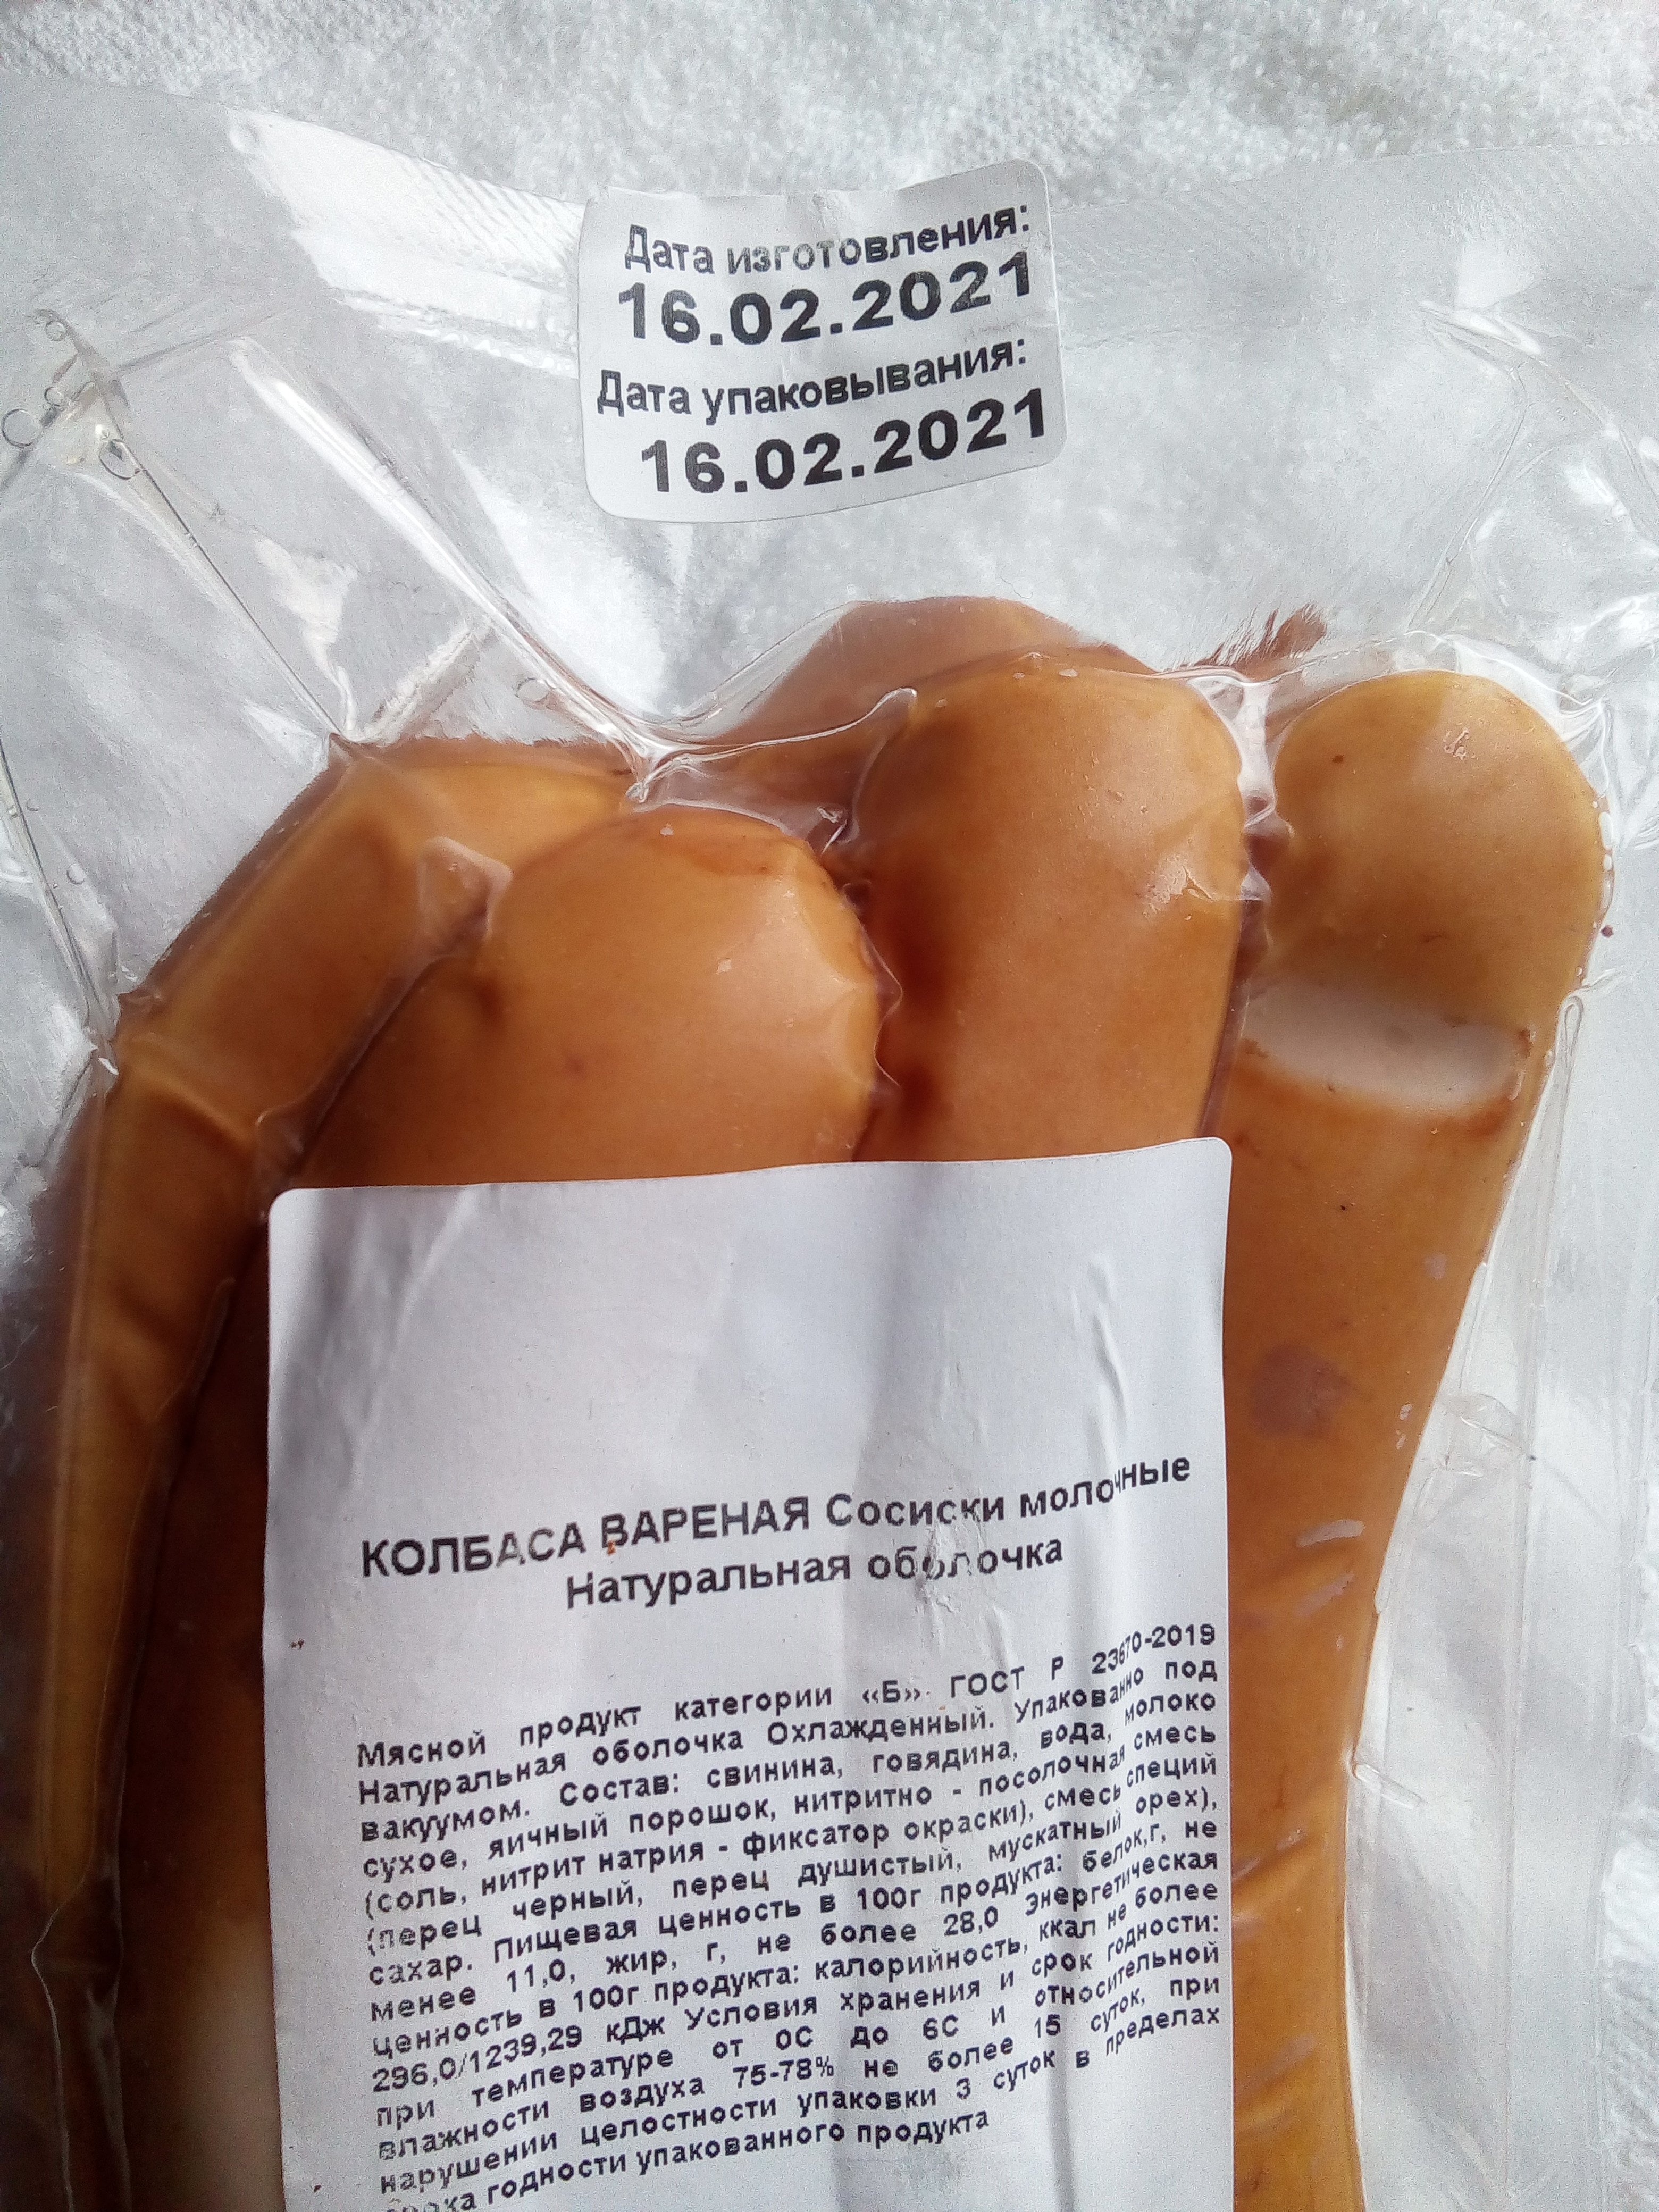 Дата изготовления:
16.02.2021
Дата упаковывания:
16.02.2021
КОЛБАСА ВАРЕНАЯ Сосиски молочные
Натуральная оболочка
Мясной продукт категории «Б» ГОСТ Р 23670-2019
Натуральная оболочка Охлажденный. Упакованно под
вакуумом. Состав: свинина, говядина, вода, молоко
сухое, яичный порошок, нитритно - посолочная смесь
(соль, нитрит натрия - фиксатор окраски), смесь специй
(перец черный, перец душистый, мускатный орех),
сахар. Пищевая ценность в 100г продукта: белок,г, не
менее 11,0, жир, г, не более 28,0 Энергетическая
ценность в 100г продукта: калорийность, ккал не более
296,0/1239,29 кДж Условия хранения и срок годности:
при температуре от 0С до 6С и относительной
влажности воздуха 75-78% не более 15 суток, при
нарушении целостности упаковки 3 суток в пределах
срока годности упакованного продукта